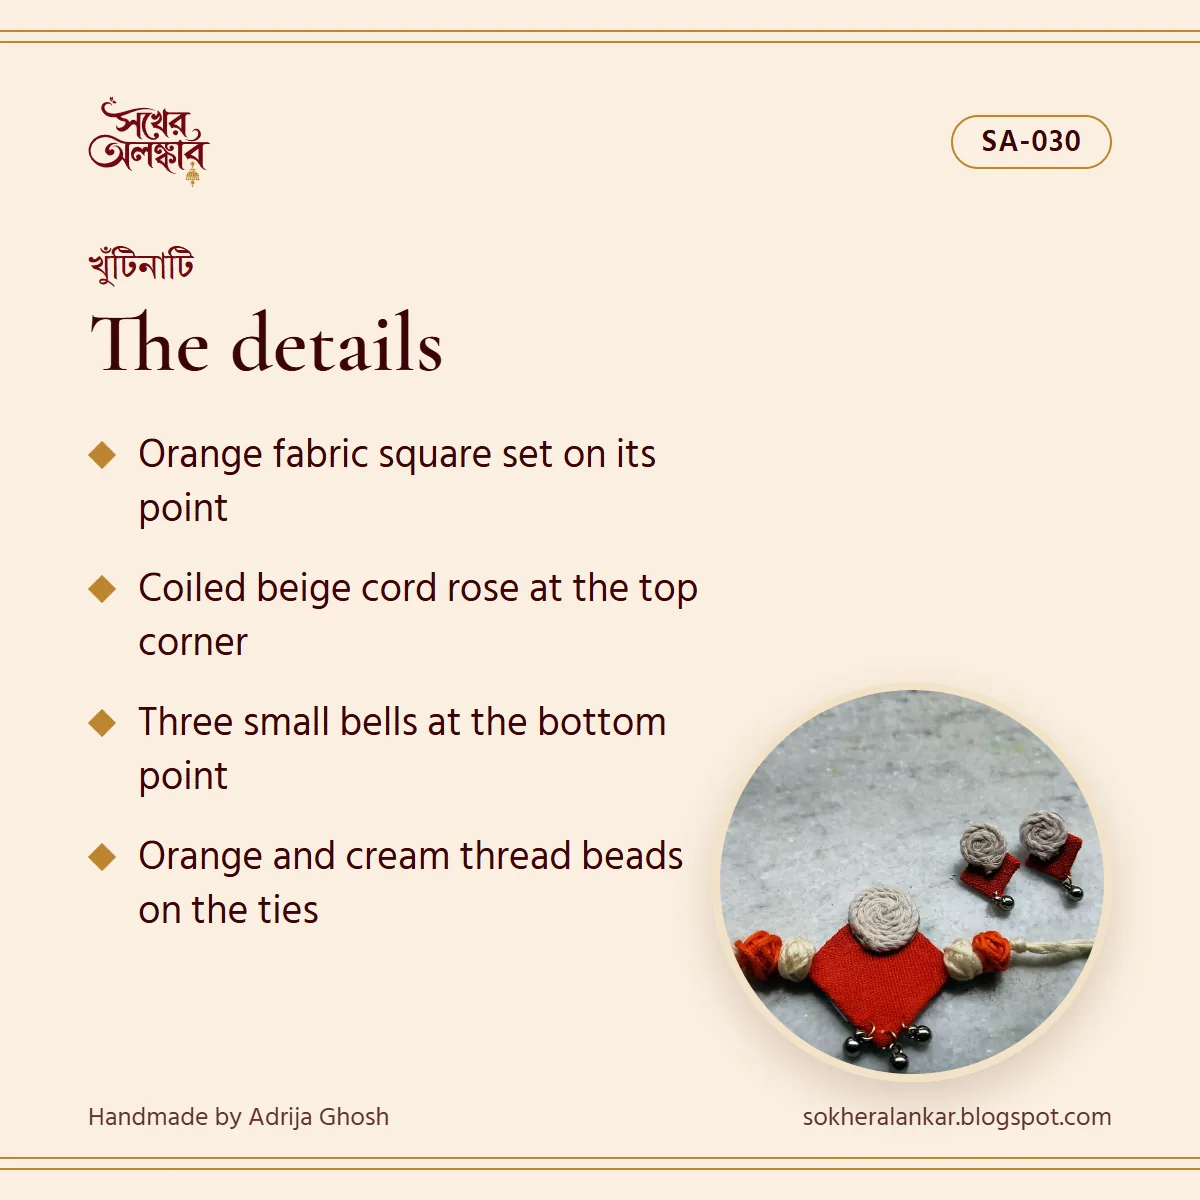 সখের
অলঙ্কার
SA-030
খুঁটিনাটি
The details
Orange fabric square set on its
point
Coiled beige cord rose at the top
corner
Three small bells at the bottom
point
Orange and cream thread beads
on the ties
Handmade by Adrija Ghosh
sokheralankar.blogspot.com